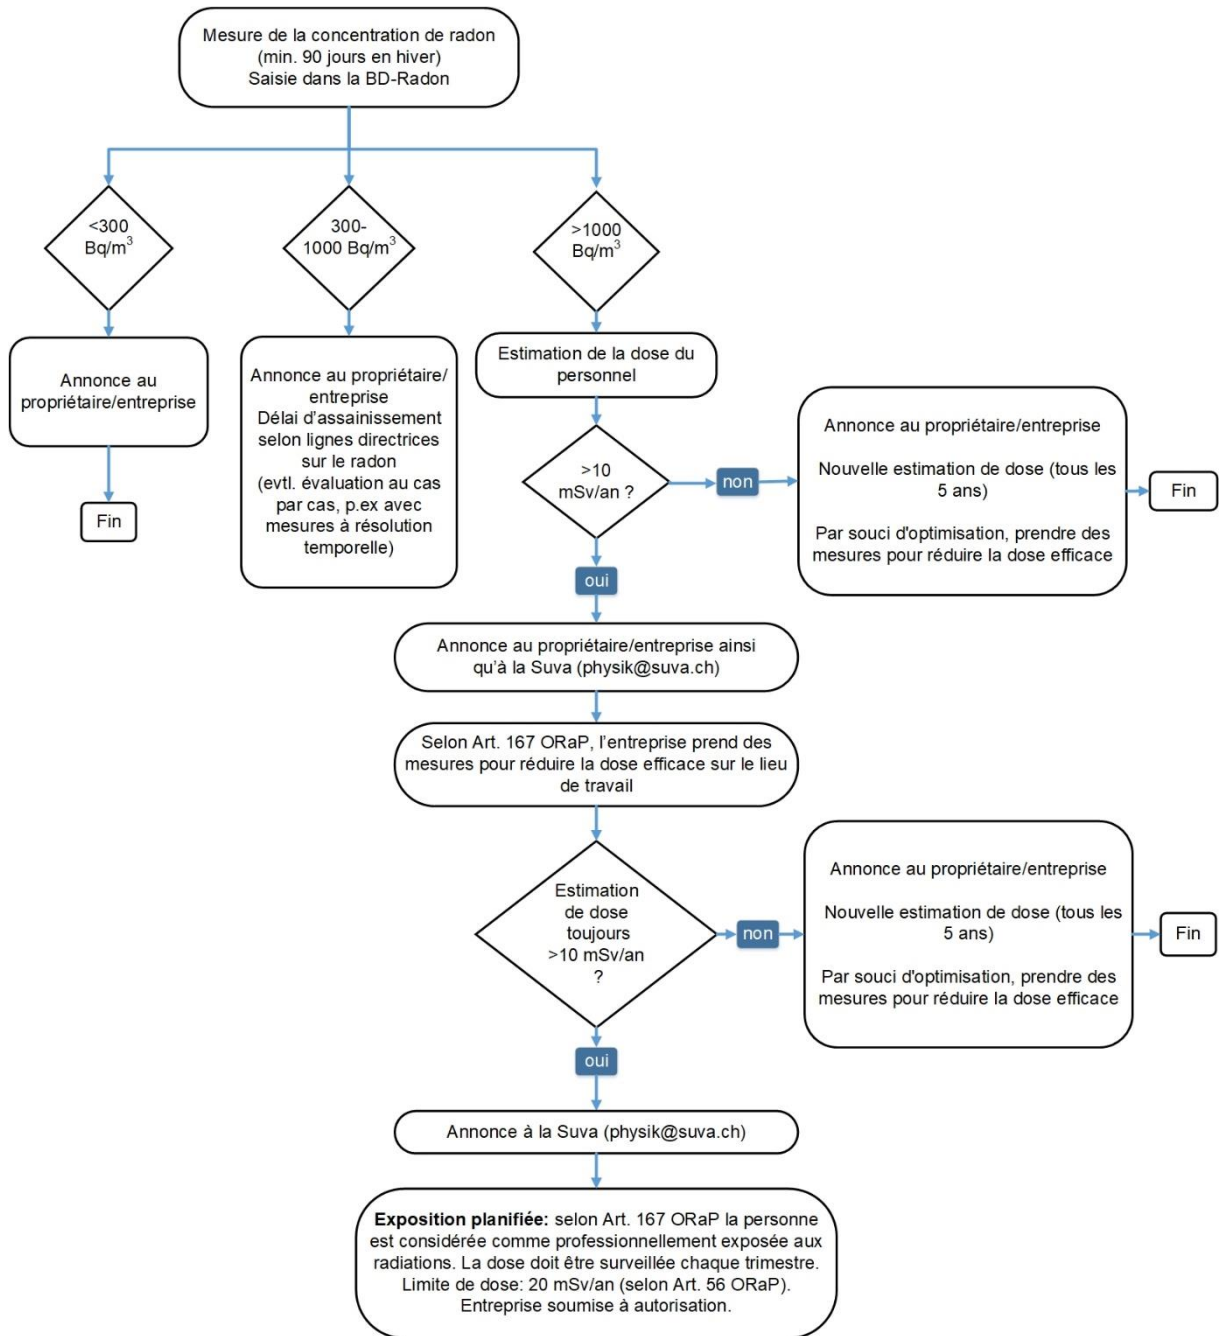 Mesure de la concentration de radon
(min. 90 jours en hiver)
Saisie dans la BD-Radon
<300
Bq/m³
300-
1000 Bq/m³
>1000
Bq/m³
Annonce au
propriétaire/entreprise
Fin
Annonce au propriétaire/
entreprise
Délai d'assainissement
selon lignes directrices
sur le radon
(evtl. évaluation au cas
par cas, p.ex avec
mesures à résolution
temporelle)
Estimation de la dose du
personnel
>10
mSv/an ?
non
Annonce au propriétaire/entreprise
Nouvelle estimation de dose (tous les
5 ans)
Par souci d'optimisation, prendre des
mesures pour réduire la dose efficace
Fin
oui
Annonce au propriétaire/entreprise ainsi
qu'à la Suva (physik@suva.ch)
Selon Art. 167 ORaP, l'entreprise prend des
mesures pour réduire la dose efficace sur le lieu
de travail
Estimation
de dose
toujours
>10 mSv/an
?
non
Annonce au propriétaire/entreprise
Nouvelle estimation de dose (tous les
5 ans)
Par souci d'optimisation, prendre des
mesures pour réduire la dose efficace
Fin
oui
Annonce à la Suva (physik@suva.ch)
Exposition planifiée: selon Art. 167 ORaP la personne
est considérée comme professionnellement exposée aux
radiations. La dose doit être surveillée chaque trimestre.
Limite de dose: 20 mSv/an (selon Art. 56 ORaP).
Entreprise soumise à autorisation.